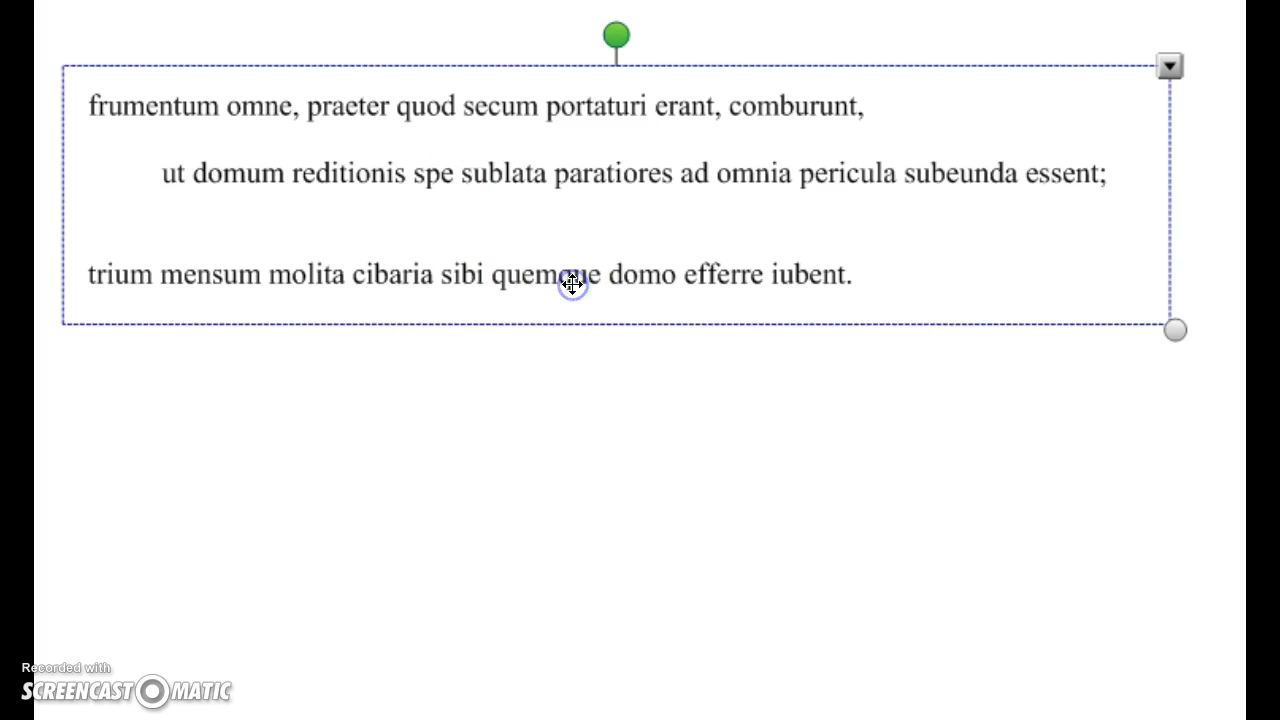 frumentum omne, praeter quod secum portaturi erant, comburunt,
ut domum reditionis spe sublata paratiores ad omnia pericula subeunda essent;
trium mensum molita cibaria sibi quemque domo efferre iubent.
Recorded with
SCREENCAST MATIC